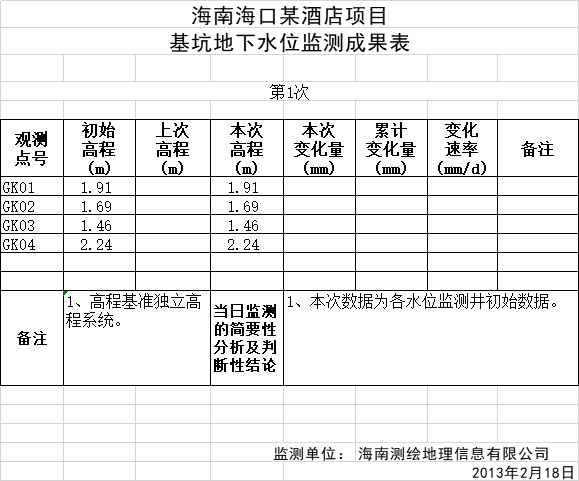 海南海口某酒店项目
基坑地下水位监测成果表
第1次
观测点号 初始高程(m) 上次高程(m) 本次高程(m) 本次变化量(mm) 累计变化量(mm) 变化速率(mm/d) 备注
GK01 1.91 1.91
GK02 1.69 1.69
GK03 1.46 1.46
GK04 2.24 2.24
备注 1、高程基准独立高程系统。 当日监测的简要性分析及判断性结论 1、本次数据为各水位监测井初始数据。
监测单位： 海南测绘地理信息有限公司
2013年2月18日